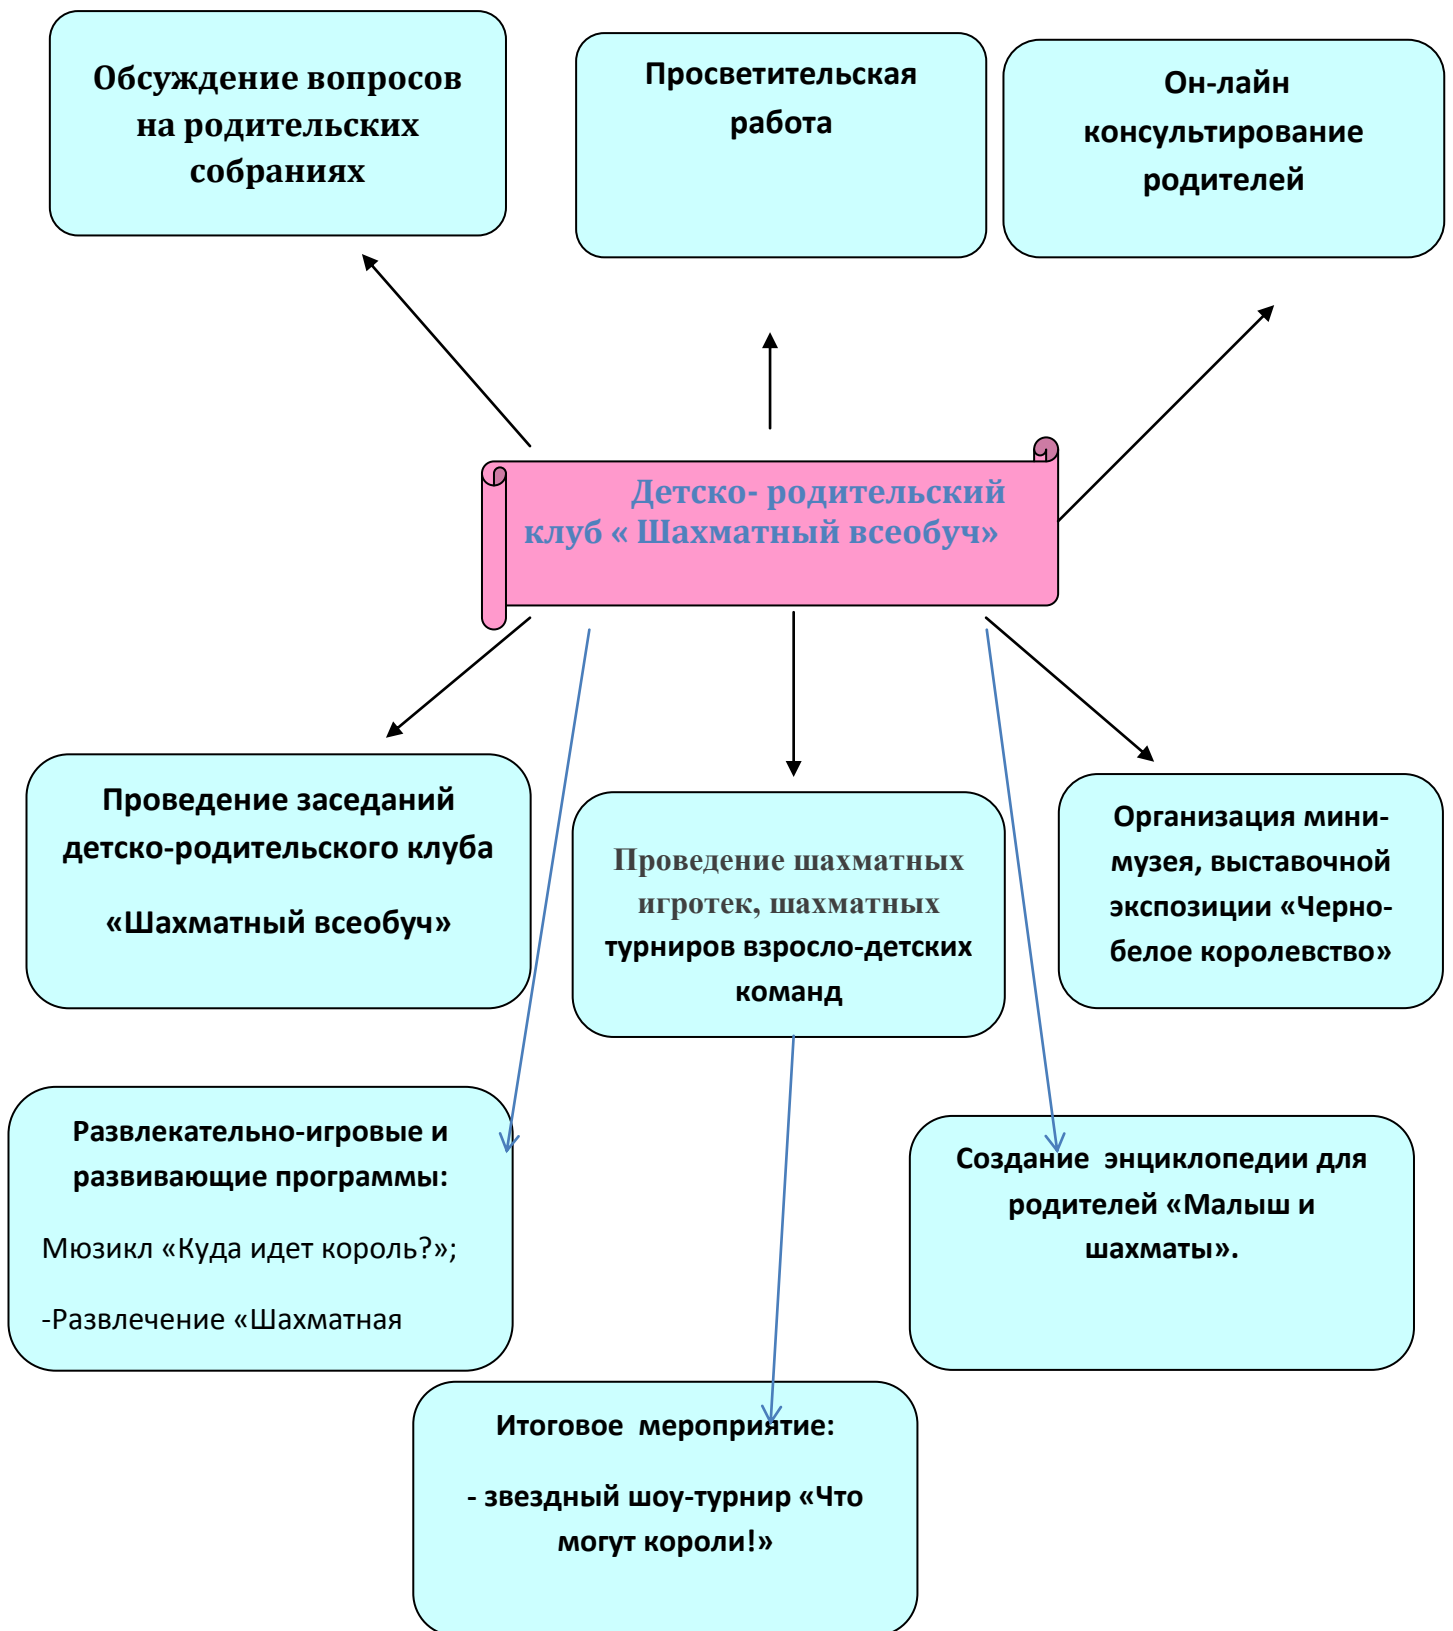 Обсуждение вопросов
на родительских
собраниях
Просветительская
работа
Он-лайн
консультирование
родителей
Детско- родительский
клуб « Шахматный всеобуч»
Проведение заседаний
детско-родительского клуба
«Шахматный всеобуч»
Проведение шахматных
игротек, шахматных
турниров взросло-детских
команд
Организация мини-
музея, выставочной
экспозиции «Черно-
белое королевство»
Развлекательно-игровые и
развивающие программы:
Мюзикл «Куда идет король?»;
-Развлечение «Шахматная
Создание  энциклопедии для
родителей «Малыш и
шахматы».
Итоговое  мероприятие:
- звездный шоу-турнир «Что
могут короли!»